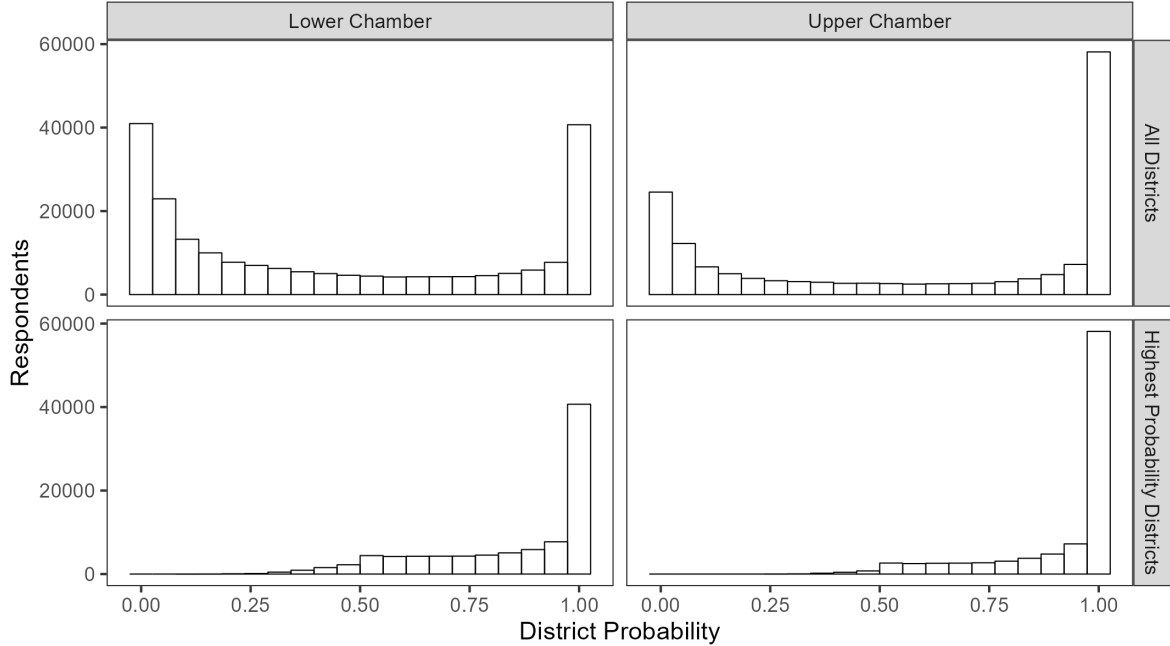 Lower Chamber
Upper Chamber
60000
40000
20000
0
All Districts
60000
40000
20000
0
Highest Probability Districts
0.00 0.25 0.50 0.75 1.00
0.00 0.25 0.50 0.75 1.00
District Probability
Respondents